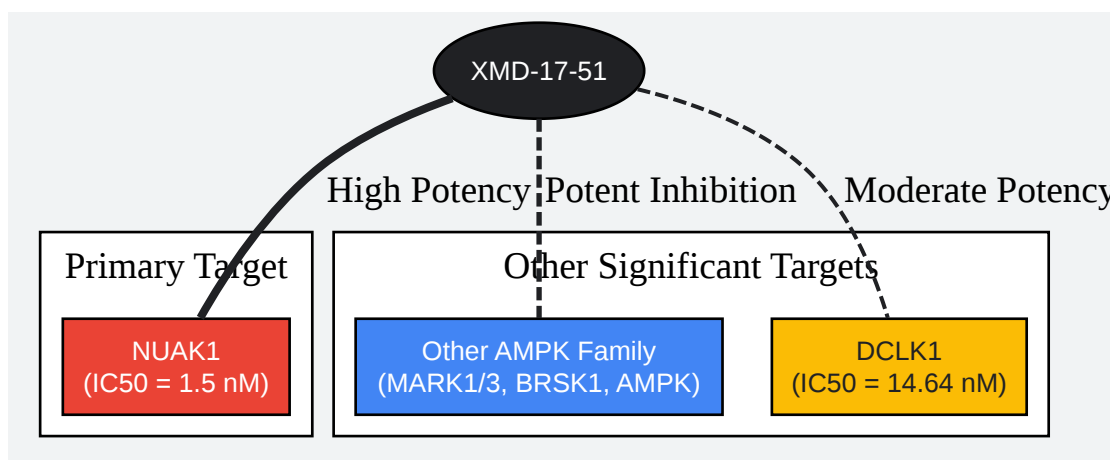 XMD-17-51
High Potency
Potent Inhibition
Moderate Potency
Primary Target
Other Significant Targets
NUAK1
(IC50 = 1.5 nM)
Other AMPK Family
(MARK1/3, BRSK1, AMPK)
DCLK1
(IC50 = 14.64 nM)